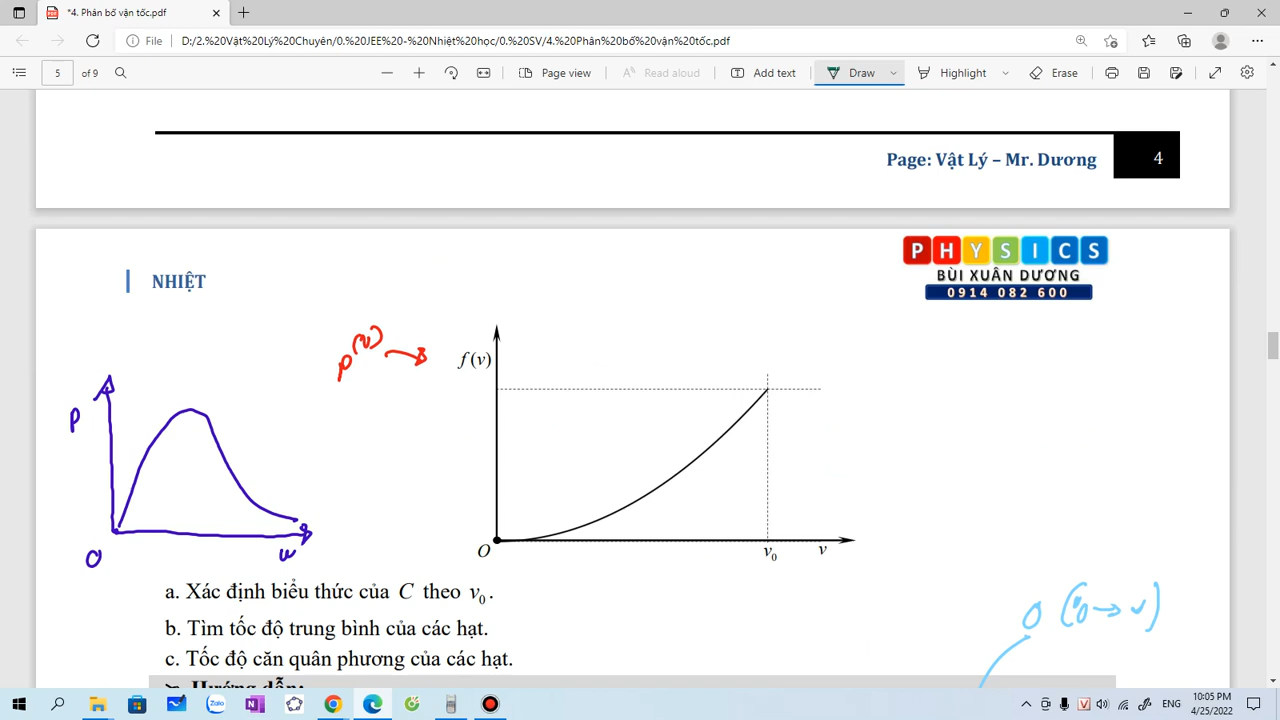 *4. Phân bố vận tốc.pdf
File D:/2.%20Vật%20Lý%20Chuyên/0.%20JEE%20-%20Nhiệt%20học/0.%20SV/4.%20Phân%20bố%20vận%20tốc.pdf
5 of 9 Page view Read aloud Add text Draw Highlight Erase
Page: Vật Lý – Mr. Dương 4
PHYSICS
BÙI XUÂN DƯƠNG
0914 082 600
NHIỆT
p(v)
f(v)
P
O
v₀
v
O
a. Xác định biểu thức của C theo v₀.
b. Tìm tốc độ trung bình của các hạt.
c. Tốc độ căn quân phương của các hạt.
Hướng dẫn:
Zalo
ENG
10:05 PM
4/25/2022